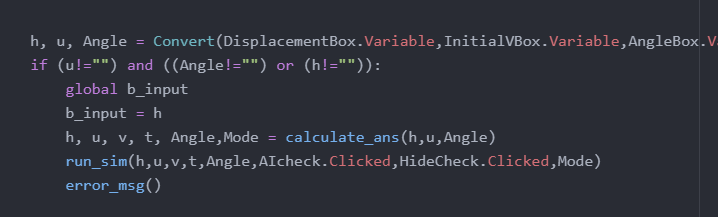 h, u, Angle = Convert(DisplacementBox.Variable,InitialVBox.Variable,AngleBox.V
if (u!="") and ((Angle!="") or (h!="")):
global b_input
b_input = h
h, u, v, t, Angle,Mode = calculate_ans(h,u,Angle)
run_sim(h,u,v,t,Angle,AIcheck.Clicked,HideCheck.Clicked,Mode)
error_msg()